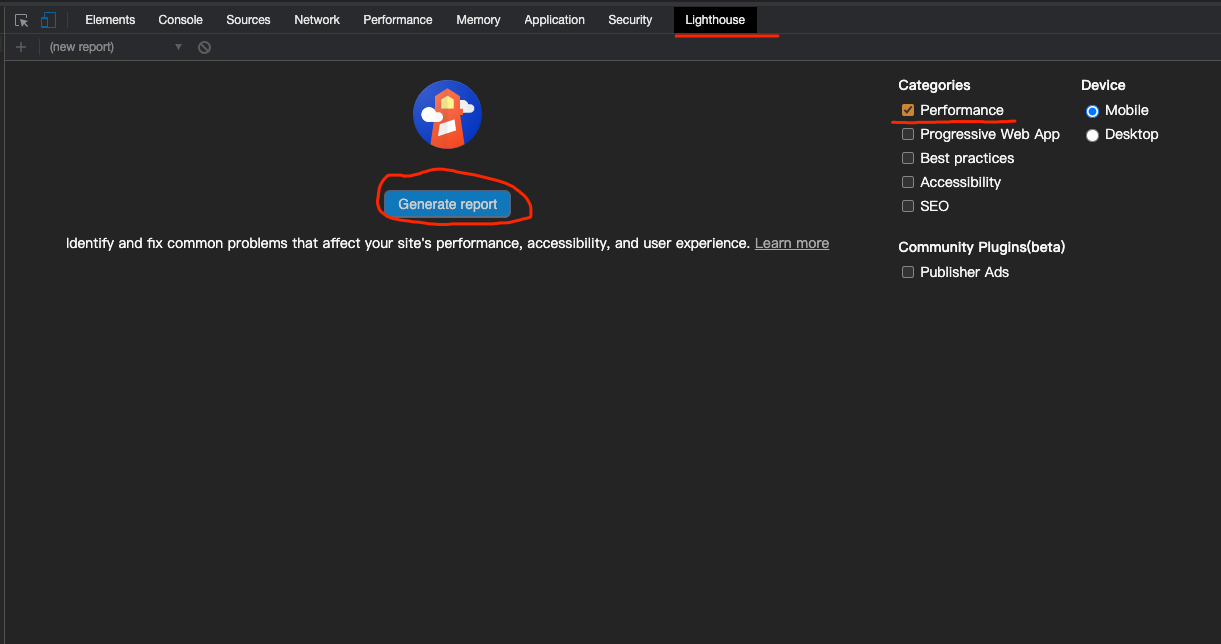 Elements Console Sources Network Performance Memory Application Security Lighthouse
(new report)
Generate report
Identify and fix common problems that affect your site's performance, accessibility, and user experience. Learn more
Categories
Performance
Progressive Web App
Best practices
Accessibility
SEO
Community Plugins(beta)
Publisher Ads
Device
Mobile
Desktop